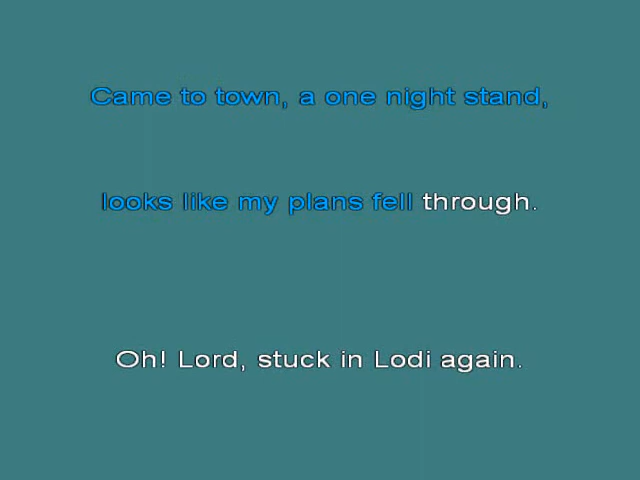 Came to town, a one night stand,
looks like my plans fell through.
Oh! Lord, stuck in Lodi again.